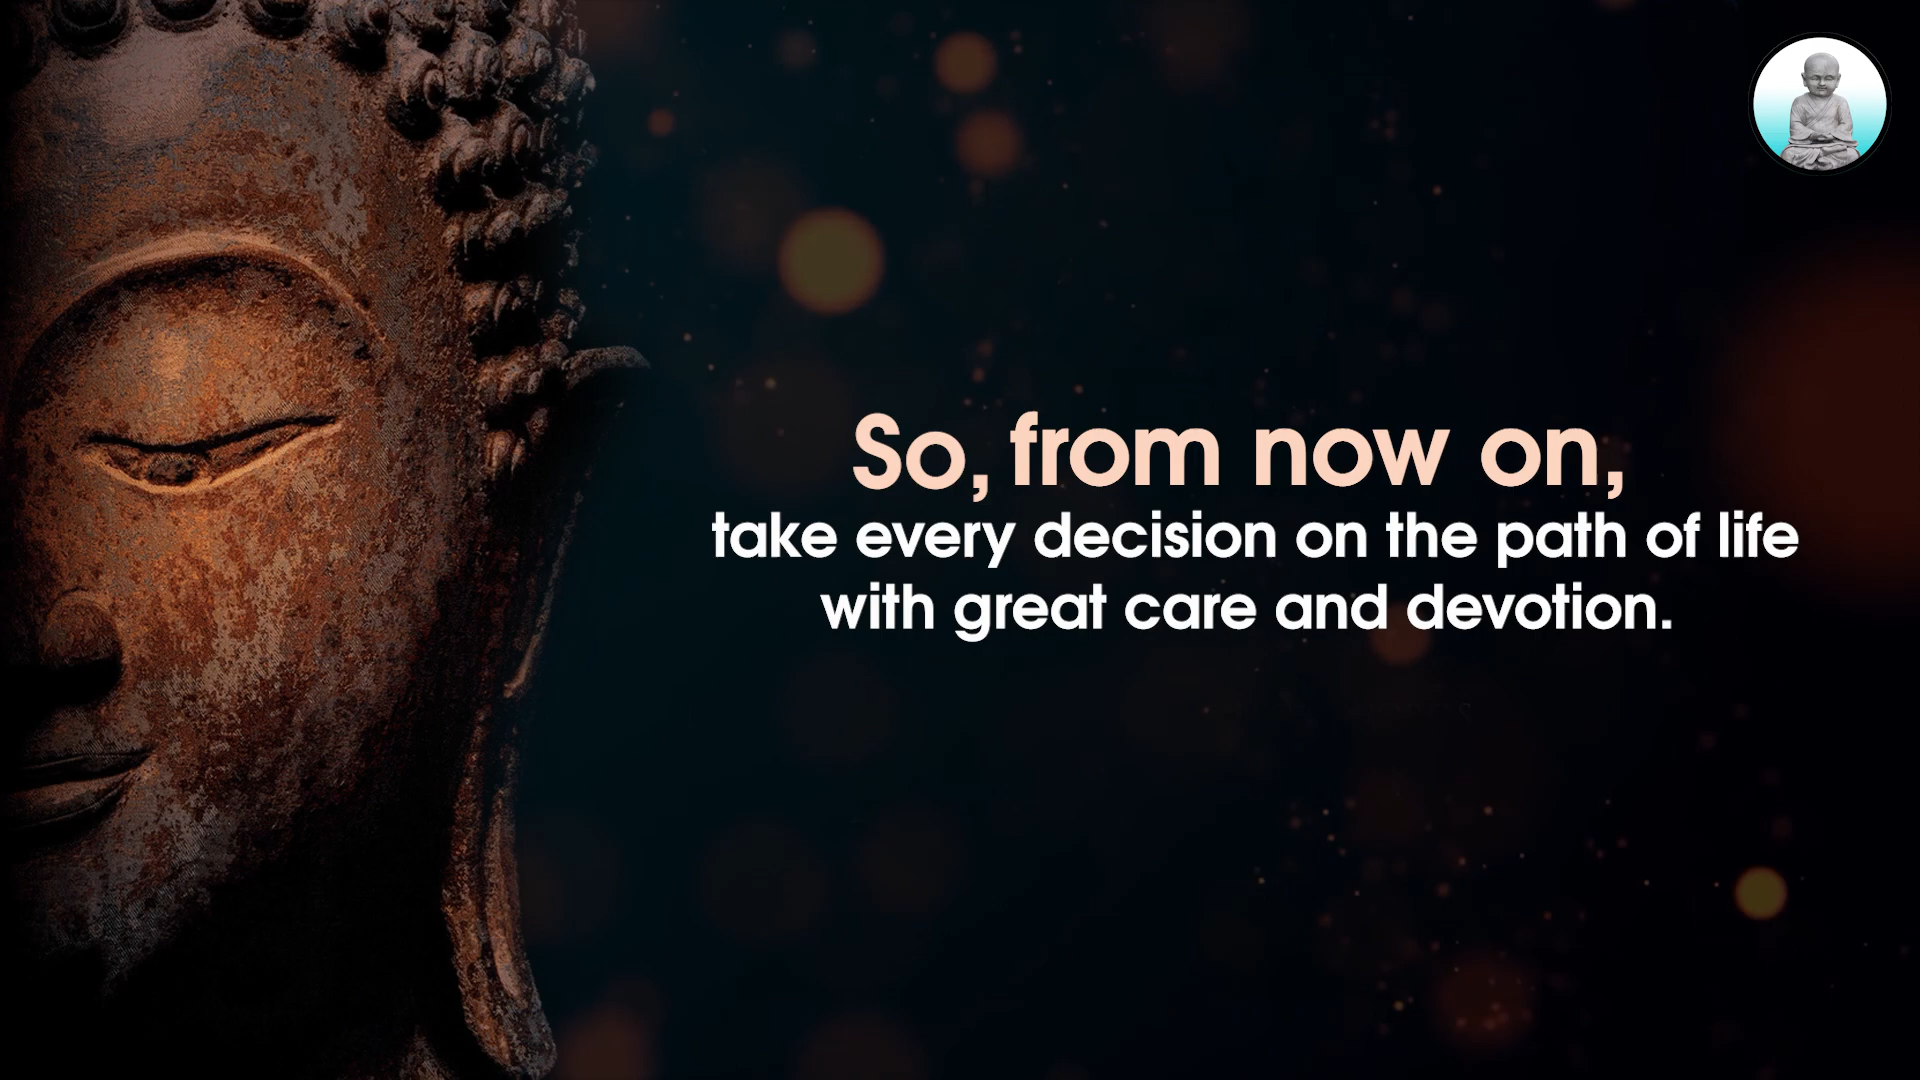 So, from now on,
take every decision on the path of life
with great care and devotion.